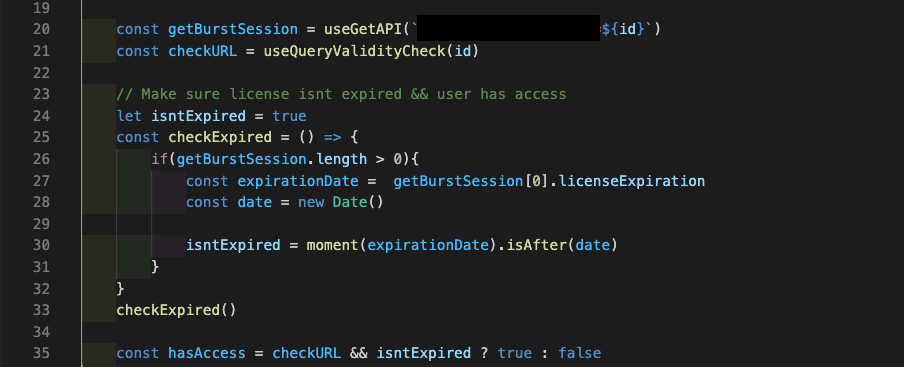 19
20 const getBurstSession = useGetAPI(` ${id}`)
21 const checkURL = useQueryValidityCheck(id)
22
23 // Make sure license isnt expired && user has access
24 let isntExpired = true
25 const checkExpired = () => {
26 if(getBurstSession.length > 0){
27 const expirationDate =  getBurstSession[0].licenseExpiration
28 const date = new Date()
29
30 isntExpired = moment(expirationDate).isAfter(date)
31 }
32 }
33 checkExpired()
34
35 const hasAccess = checkURL && isntExpired ? true : false